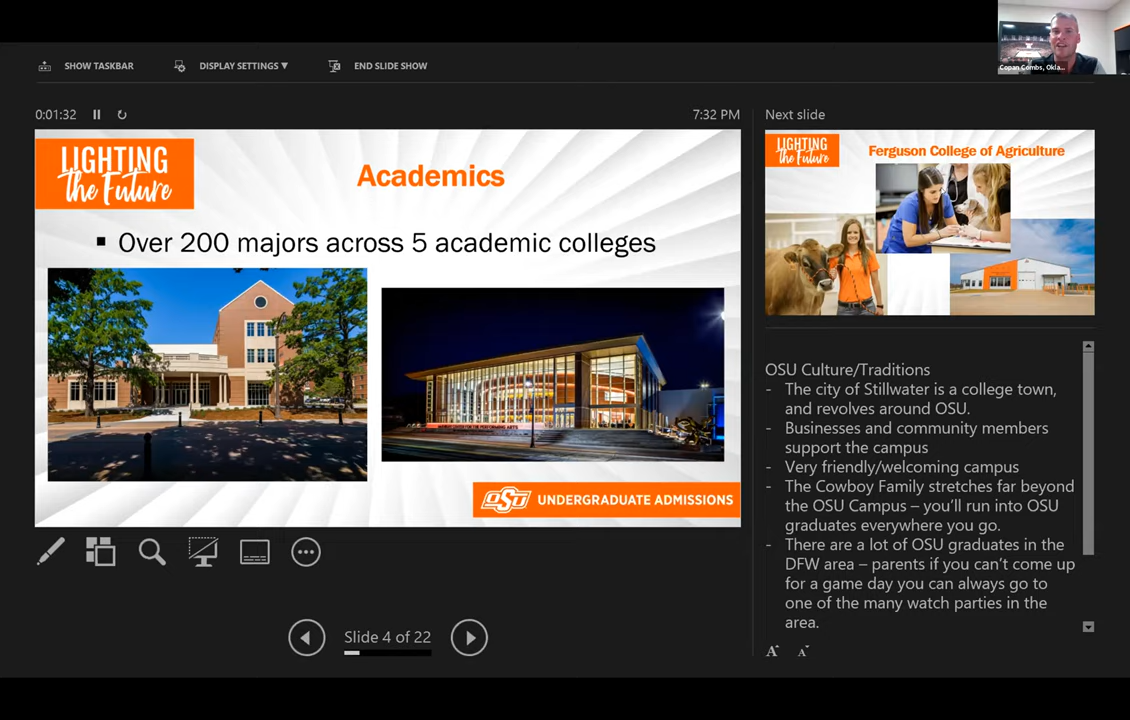 Copan Combs, Okla...
SHOW TASKBAR
DISPLAY SETTINGS ▼
END SLIDE SHOW
0:01:32
7:32 PM
Next slide
LIGHTING
the Future
Academics
▪ Over 200 majors across 5 academic colleges
OSU UNDERGRADUATE ADMISSIONS
LIGHTING
the Future
Ferguson College of Agriculture
OSU Culture/Traditions
- The city of Stillwater is a college town,
and revolves around OSU.
- Businesses and community members
support the campus
- Very friendly/welcoming campus
- The Cowboy Family stretches far beyond
the OSU Campus – you'll run into OSU
graduates everywhere you go.
- There are a lot of OSU graduates in the
DFW area – parents if you can't come up
for a game day you can always go to
one of the many watch parties in the
area.
Slide 4 of 22
A A